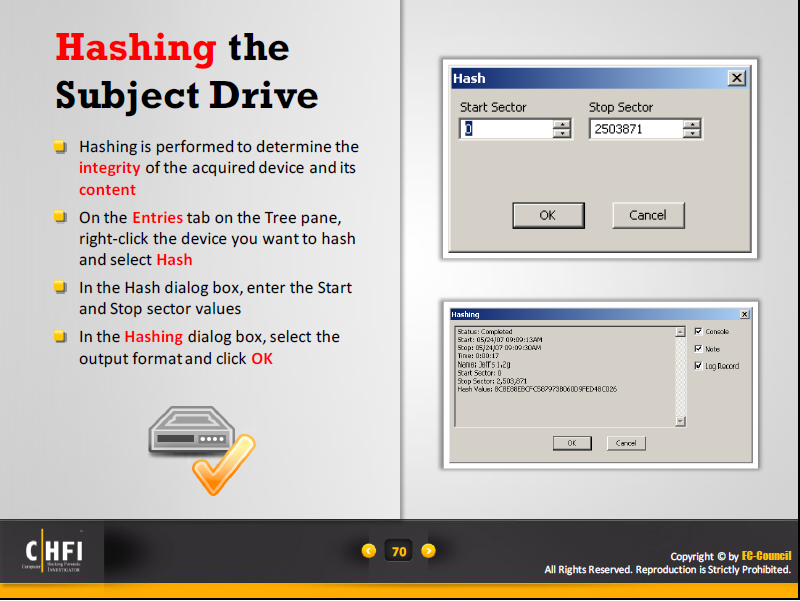 Hashing the
Subject Drive
Hashing is performed to determine the
integrity of the acquired device and its
content
On the Entries tab on the Tree pane,
right-click the device you want to hash
and select Hash
In the Hash dialog box, enter the Start
and Stop sector values
In the Hashing dialog box, select the
output format and click OK
Hash
Start Sector
Stop Sector
0
2503871
OK
Cancel
Hashing
Status: Completed
Start: 05/24/07 09:09:13AM
Stop: 05/24/07 09:09:30AM
Time: 0:00:17
Name: Jeff's 1.2g
Start Sector: 0
Stop Sector: 2,503,871
Hash Value:
Console
Note
Log Record
OK
Cancel
CHFI
Computer Hacking Forensic
INVESTIGATOR
70
Copyright © by EC-Council
All Rights Reserved. Reproduction is Strictly Prohibited.